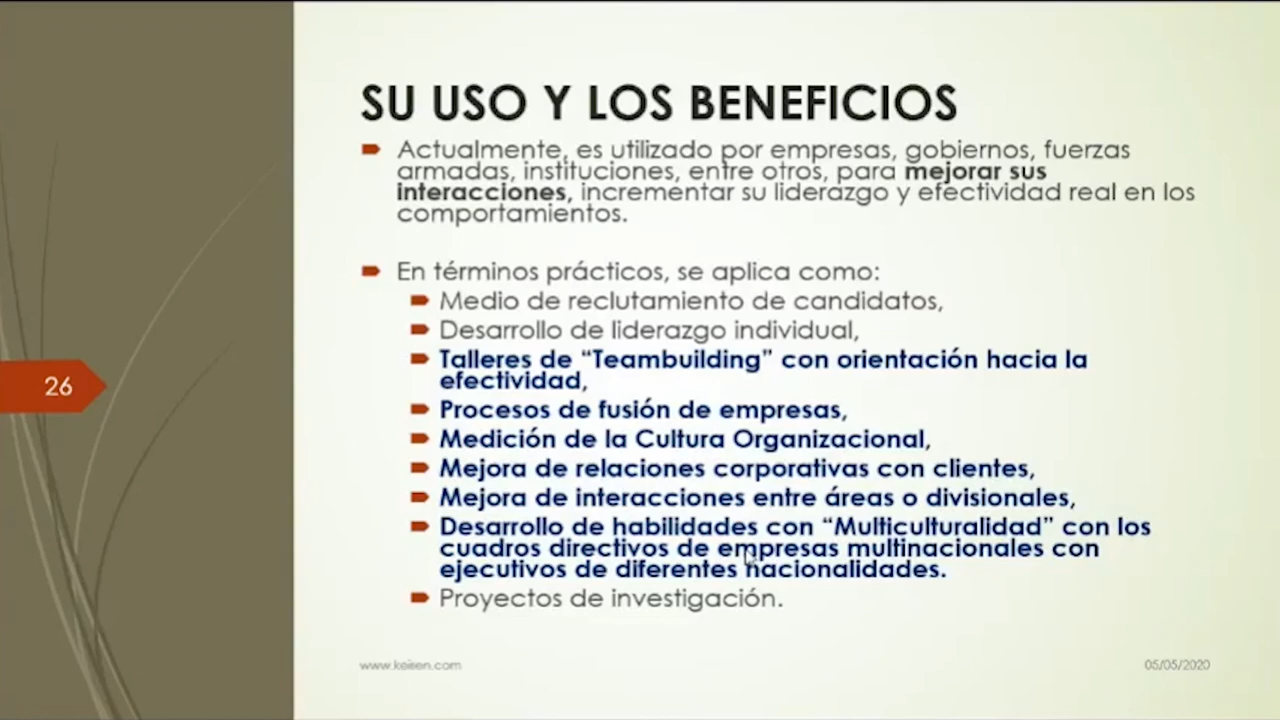 SU USO Y LOS BENEFICIOS
Actualmente, es utilizado por empresas, gobiernos, fuerzas
armadas, instituciones, entre otros, para mejorar sus
interacciones, incrementar su liderazgo y efectividad real en los
comportamientos.
En términos prácticos, se aplica como:
Medio de reclutamiento de candidatos,
Desarrollo de liderazgo individual,
Talleres de “Teambuilding” con orientación hacia la
efectividad,
Procesos de fusión de empresas,
Medición de la Cultura Organizacional,
Mejora de relaciones corporativas con clientes,
Mejora de interacciones entre áreas o divisionales,
Desarrollo de habilidades con “Multiculturalidad” con los
cuadros directivos de empresas multinacionales con
ejecutivos de diferentes nacionalidades.
Proyectos de investigación.
26
www.keisen.com
05/05/2020